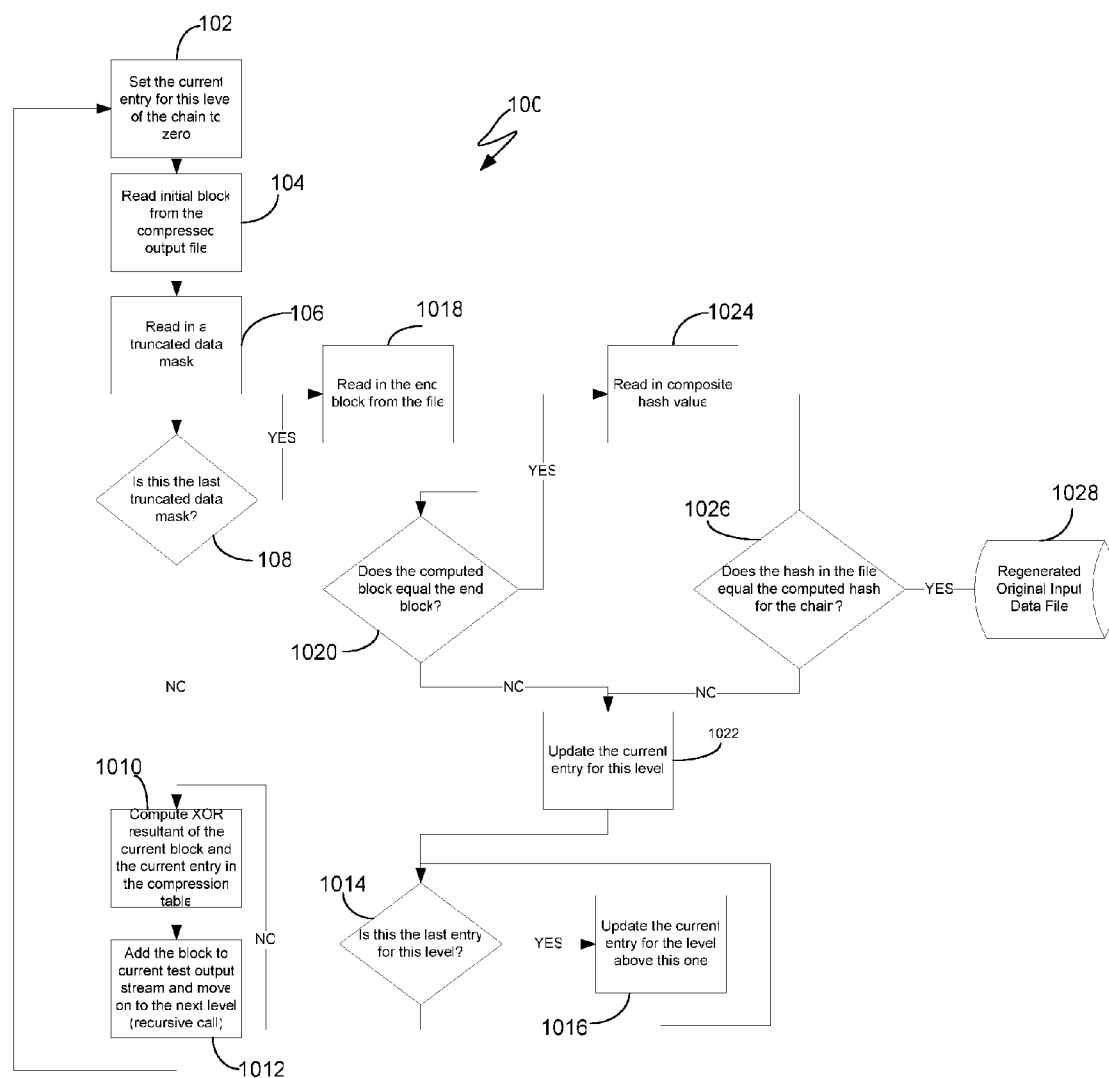 102
Set the current
entry for this leve
of the chain tc
zero
100
Read initial block
from the
compressed
output file
104
Read in a
truncated data
mask
106
1018
Read in the end
block from the file
1024
Read in composite
hash value
YES
YES
Is this the last
truncated data
mask?
108
Does the computed
block equal the end
block?
1020
1026
Does the hash in the file
equal the computed hash
for the chair?
YES
1028
Regenerated
Original Input
Data File
NC
NC
NC
Update the current
entry for this level
1022
1010
Compute XOR
resultant of the
current block and
the current entry in
the compression
table
NC
1014
Is this the last entry
for this level?
YES
Update the current
entry for the level
above this one
1016
Add the block to
current test output
stream and move
on to the next level
(recursive call)
1012